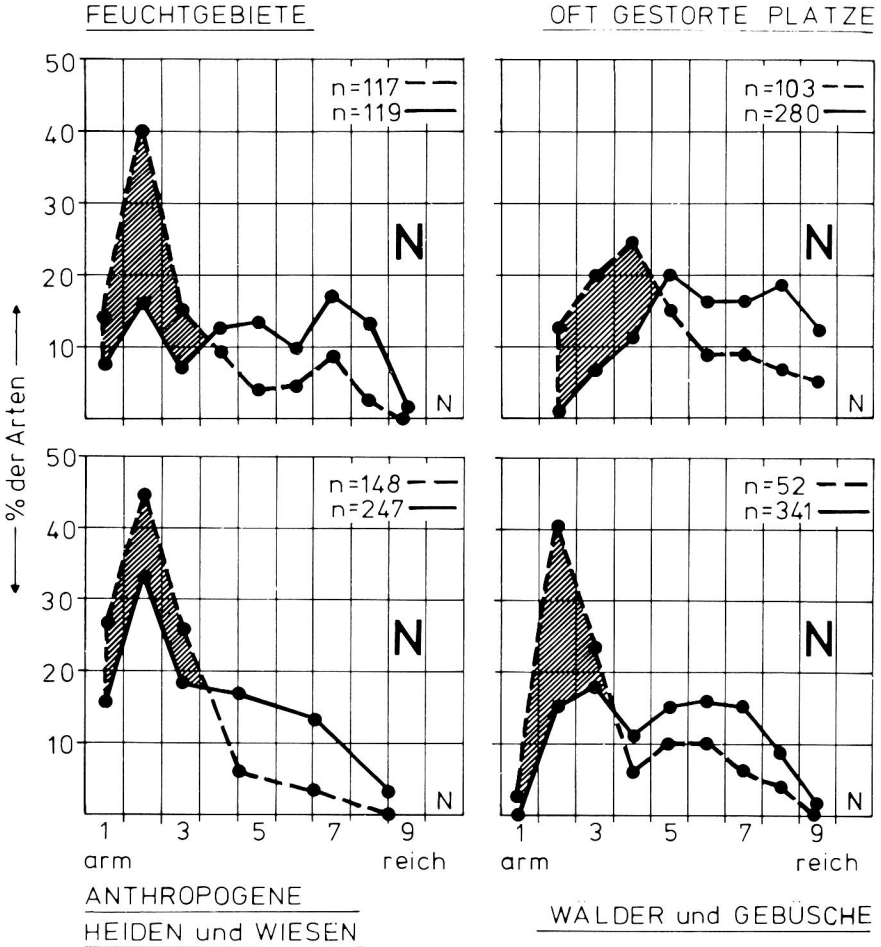 FEUCHTGEBIETE
OFT GESTORTE PLATZE
50
40
30
20
10
n=117
n=119
N
N
n=103
n=280
N
N
% der Arten
50
40
30
20
10
n=148
n=247
N
N
n=52
n=341
N
N
1 3 5 7 9
arm reich
1 3 5 7 9
arm reich
ANTHROPOGENE
HEIDEN und WIESEN
WÄLDER und GEBÜSCHE